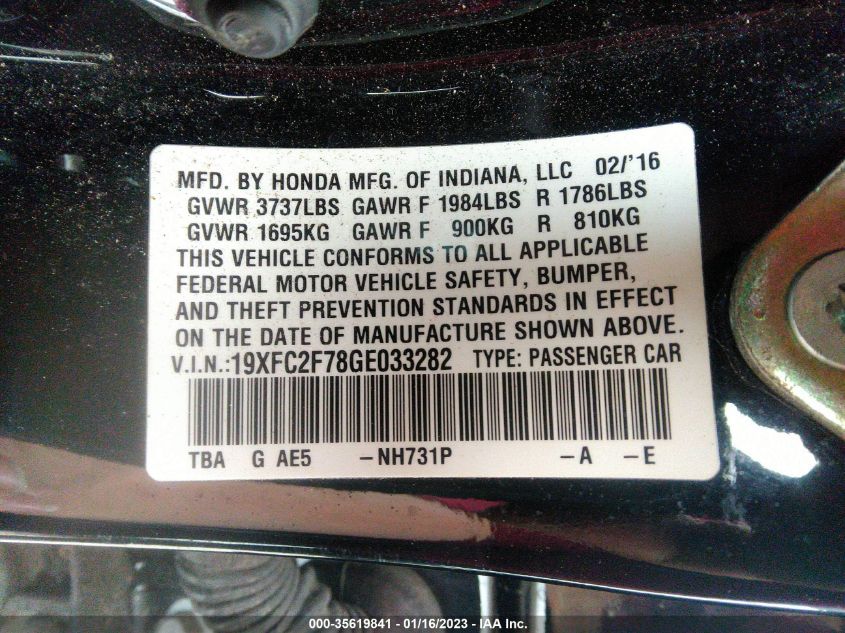 MFD. BY HONDA MFG. OF INDIANA, LLC 02/'16
GVWR 3737LBS GAWR F 1984LBS R 1786LBS
GVWR 1695KG GAWR F 900KG R 810KG
THIS VEHICLE CONFORMS TO ALL APPLICABLE
FEDERAL MOTOR VEHICLE SAFETY, BUMPER,
AND THEFT PREVENTION STANDARDS IN EFFECT
ON THE DATE OF MANUFACTURE SHOWN ABOVE.
V.I.N.:19XFC2F78GE033282 TYPE: PASSENGER CAR
TBA G AE5 –NH731P –A –E
000-35619841 - 01/16/2023 - IAA Inc.